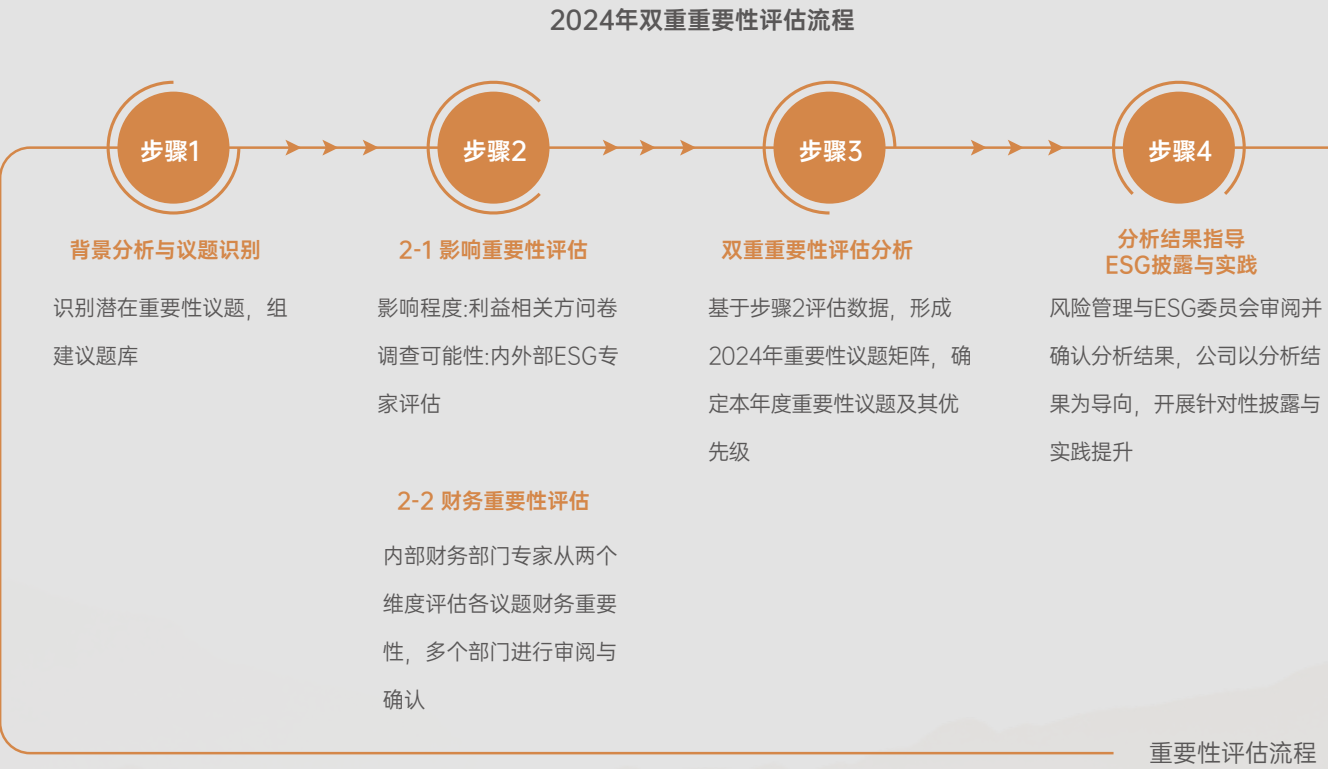 2024年双重重要性评估流程
步骤1
步骤2
步骤3
步骤4
背景分析与议题识别
识别潜在重要性议题，组
建议题库
2-1 影响重要性评估
影响程度:利益相关方问卷
调查可能性:内外部ESG专
家评估
2-2 财务重要性评估
内部财务部门专家从两个
维度评估各议题财务重要
性，多个部门进行审阅与
确认
双重重要性评估分析
基于步骤2评估数据，形成
2024年重要性议题矩阵，确
定本年度重要性议题及其优
先级
分析结果指导
ESG披露与实践
风险管理与ESG委员会审阅并
确认分析结果，公司以分析结
果为导向，开展针对性披露与
实践提升
重要性评估流程